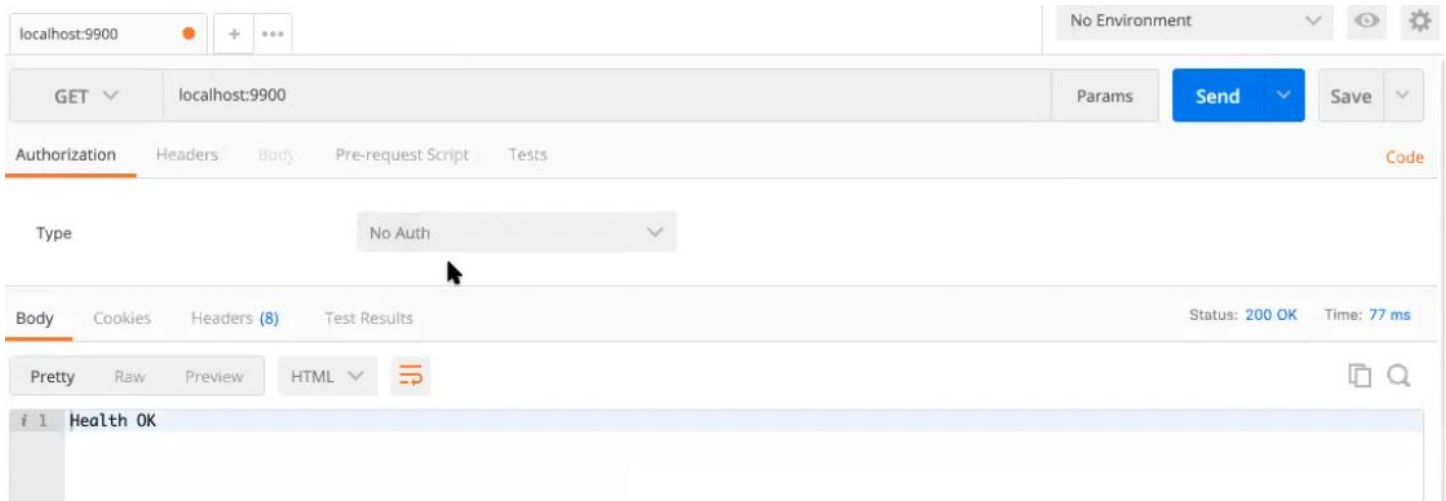 localhost:9900 + ••• No Environment
GET localhost:9900 Params Send Save
Authorization Headers Body Pre-request Script Tests Code
Type No Auth
Body Cookies Headers (8) Test Results Status: 200 OK Time: 77 ms
Pretty Raw Preview HTML
i 1 Health OK